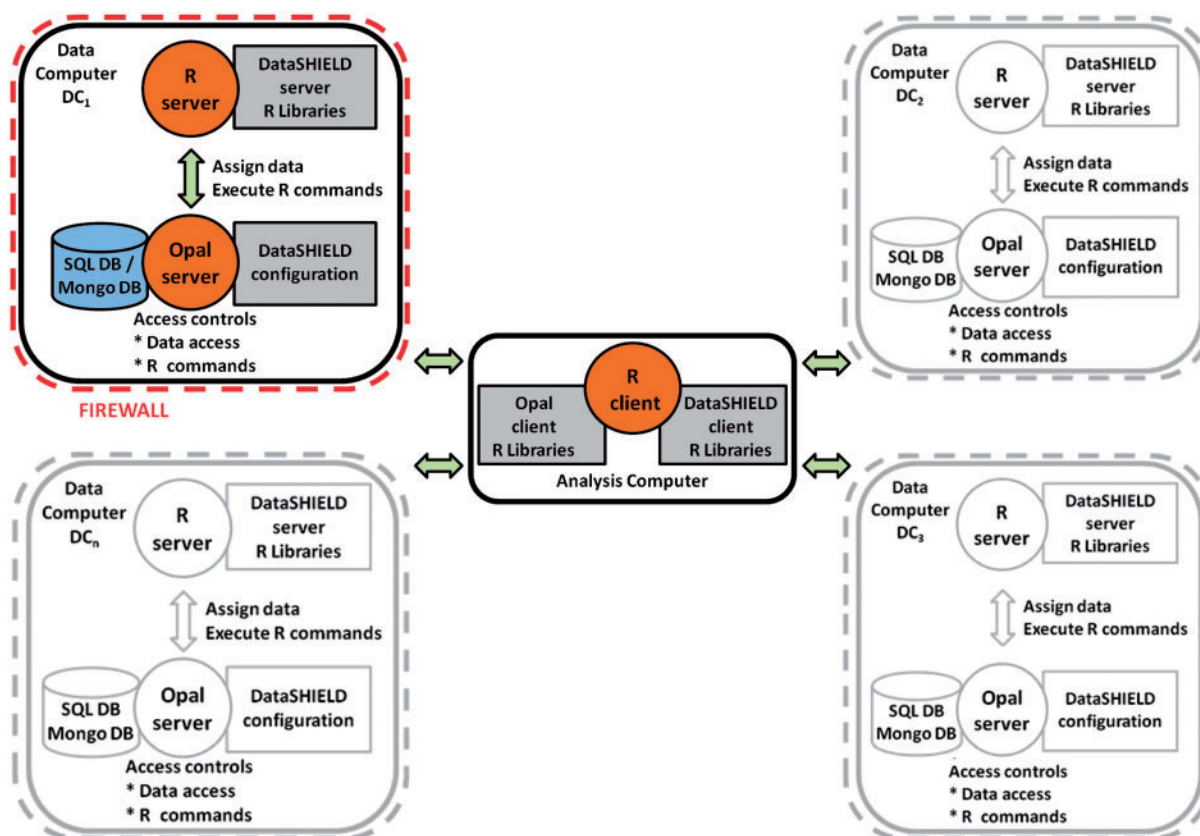 Data
Computer
DC₁
R
server
DataSHIELD
server
R Libraries
Assign data
Execute R commands
SQL DB /
Mongo DB
Opal
server
DataSHIELD
configuration
Access controls
* Data access
* R commands
FIREWALL
Data
Computer
DC₂
R
server
DataSHIELD
server
R Libraries
Assign data
Execute R commands
SQL DB
Mongo DB
Opal
server
DataSHIELD
configuration
Access controls
* Data access
* R commands
Opal
client
R Libraries
R
client
DataSHIELD
client
R Libraries
Analysis Computer
Data
Computer
DCₙ
R
server
DataSHIELD
server
R Libraries
Assign data
Execute R commands
SQL DB
Mongo DB
Opal
server
DataSHIELD
configuration
Access controls
* Data access
* R commands
Data
Computer
DC₃
R
server
DataSHIELD
server
R Libraries
Assign data
Execute R commands
SQL DB
Mongo DB
Opal
server
DataSHIELD
configuration
Access controls
* Data access
* R commands